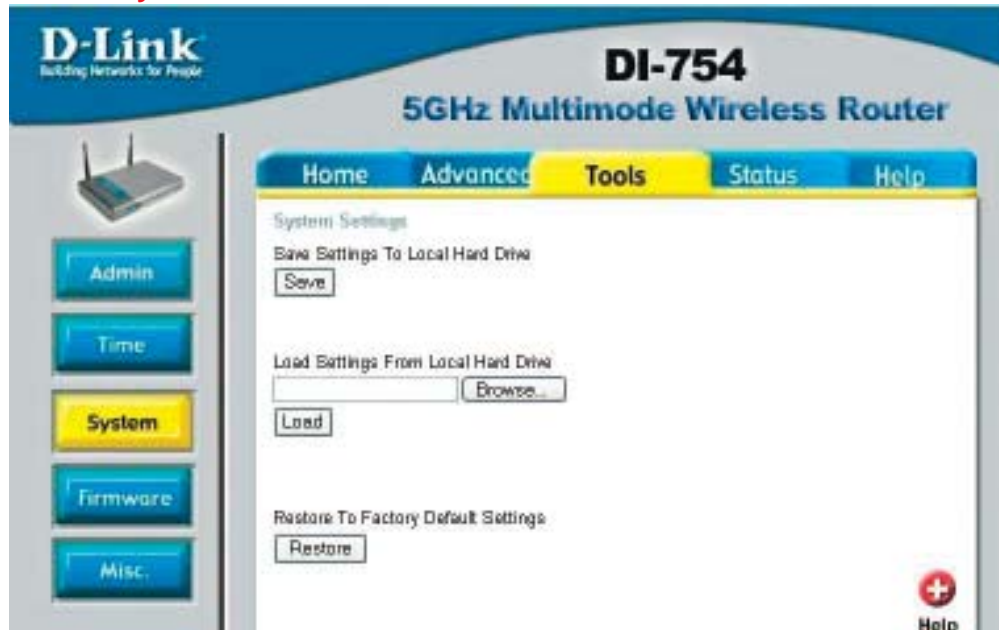 D-Link
Building Networks for People
DI-754
5GHz Multimode Wireless Router
Home
Advanced
Tools
Status
Help
System Settings
Save Settings To Local Hard Drive
Save
Load Settings From Local Hard Drive
Browse...
Load
Restore To Factory Default Settings
Restore
Admin
Time
System
Firmware
Misc.
Help